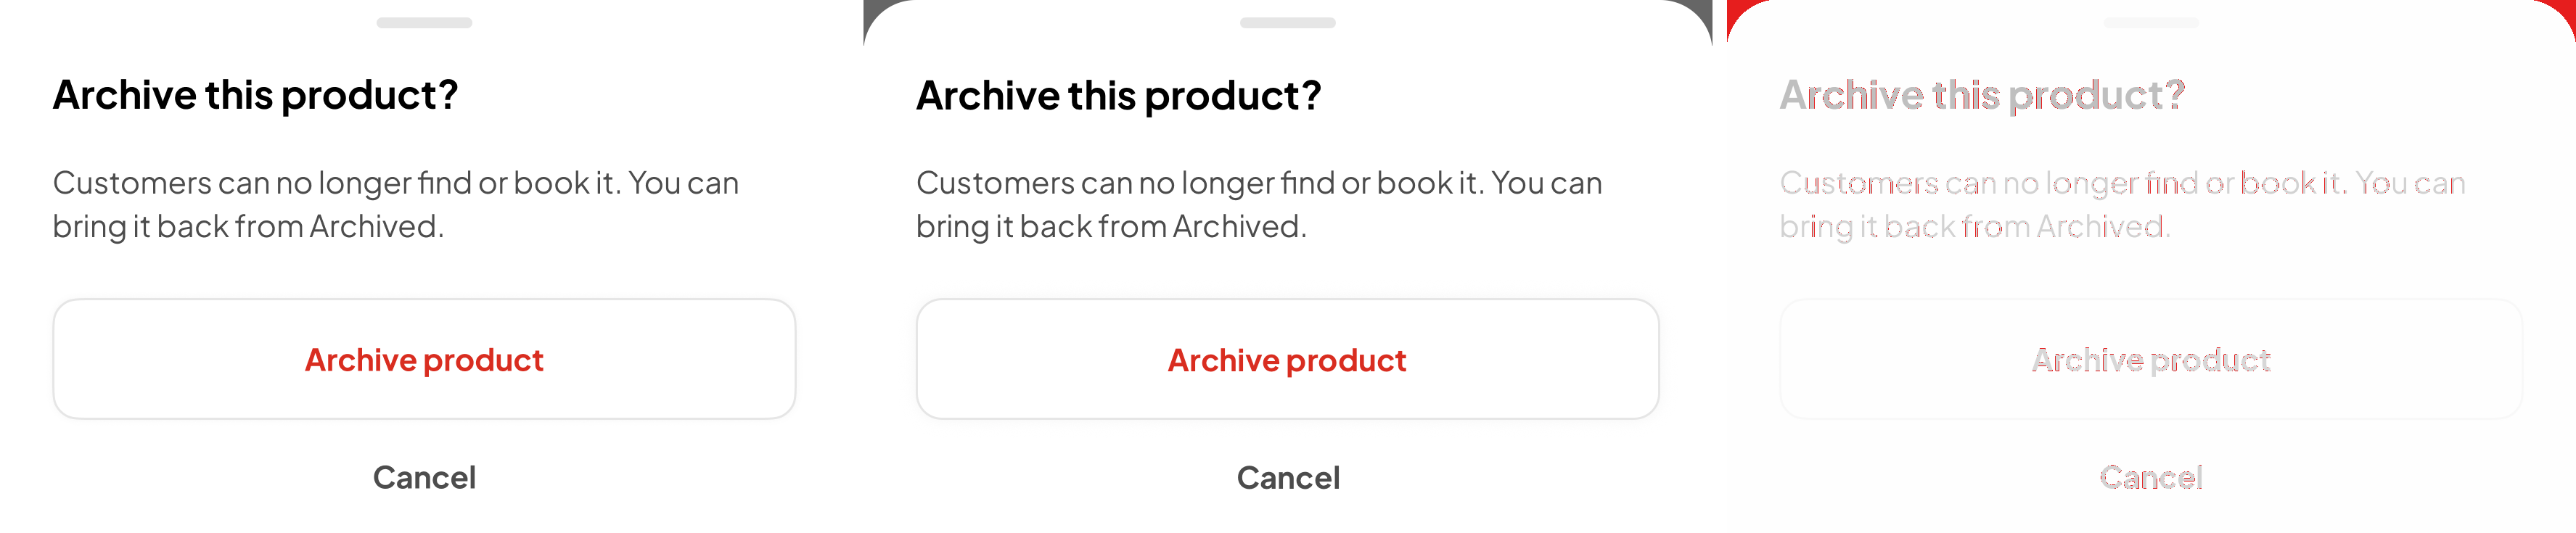 Archive this product?
Customers can no longer find or book it. You can
bring it back from Archived.
Archive product
Cancel
Archive this product?
Customers can no longer find or book it. You can
bring it back from Archived.
Archive product
Cancel
Archive this product?
Customers can no longer find or book it. You can
bring it back from Archived.
Archive product
Cancel